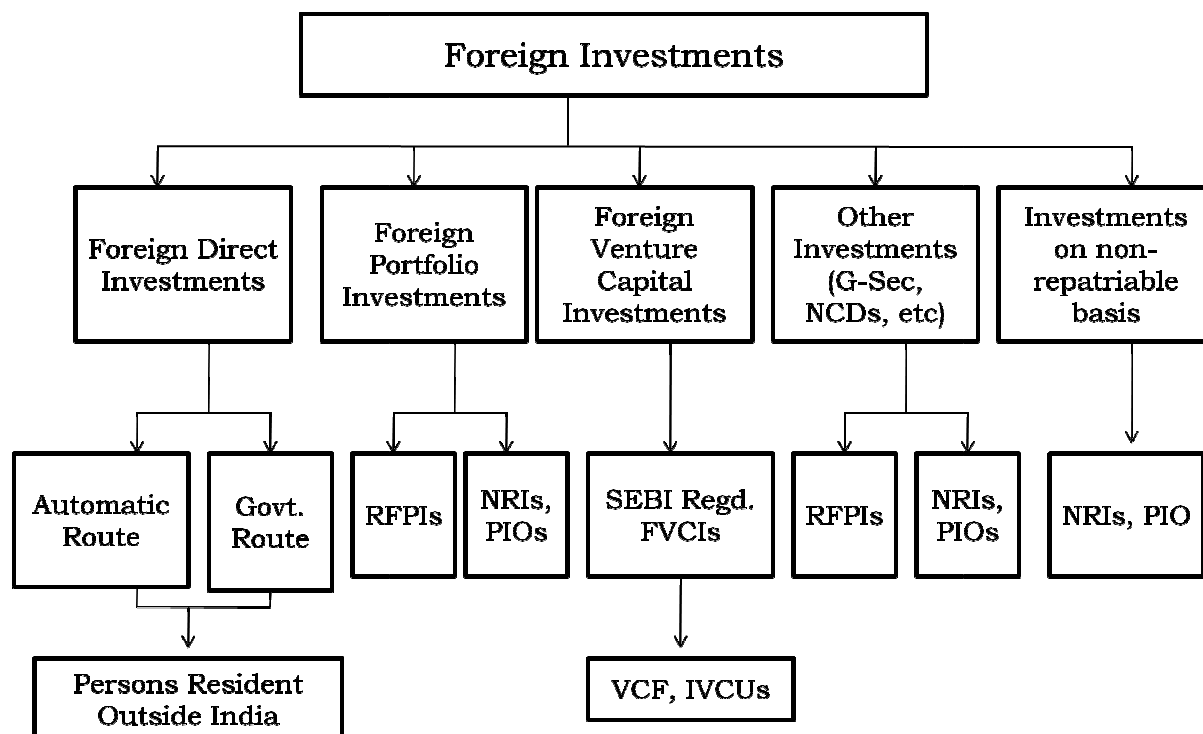 Foreign Investments
Foreign Direct
Investments
Foreign
Portfolio
Investments
Foreign
Venture
Capital
Investments
Other
Investments
(G-Sec,
NCDs, etc)
Investments
on non-
repatriable
basis
Automatic
Route
Govt.
Route
RFPIs
NRIs,
PIOs
SEBI Regd.
FVCIs
RFPIs
NRIs,
PIOs
NRIs, PIO
Persons Resident
Outside India
VCF, IVCUs